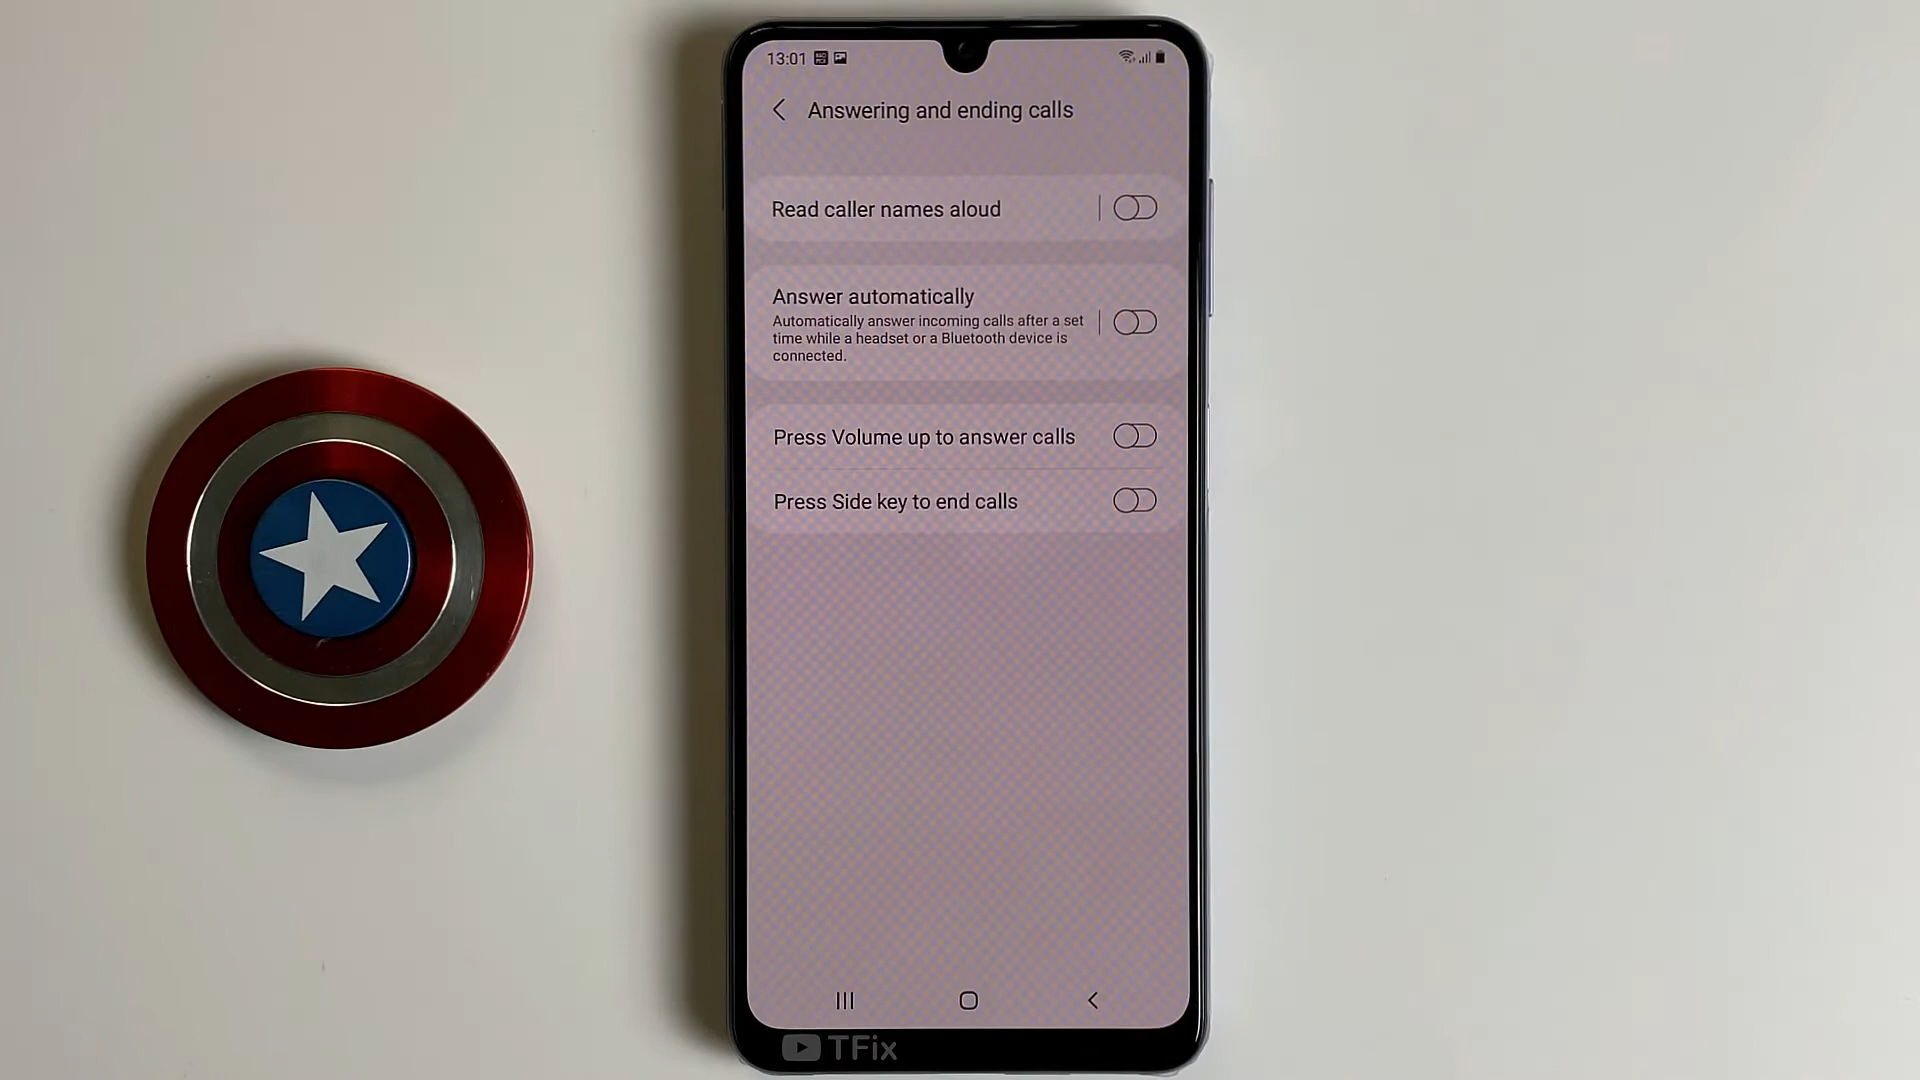 13:01
Answering and ending calls
Read caller names aloud
Answer automatically
Automatically answer incoming calls after a set
time while a headset or a Bluetooth device is
connected.
Press Volume up to answer calls
Press Side key to end calls
TFix